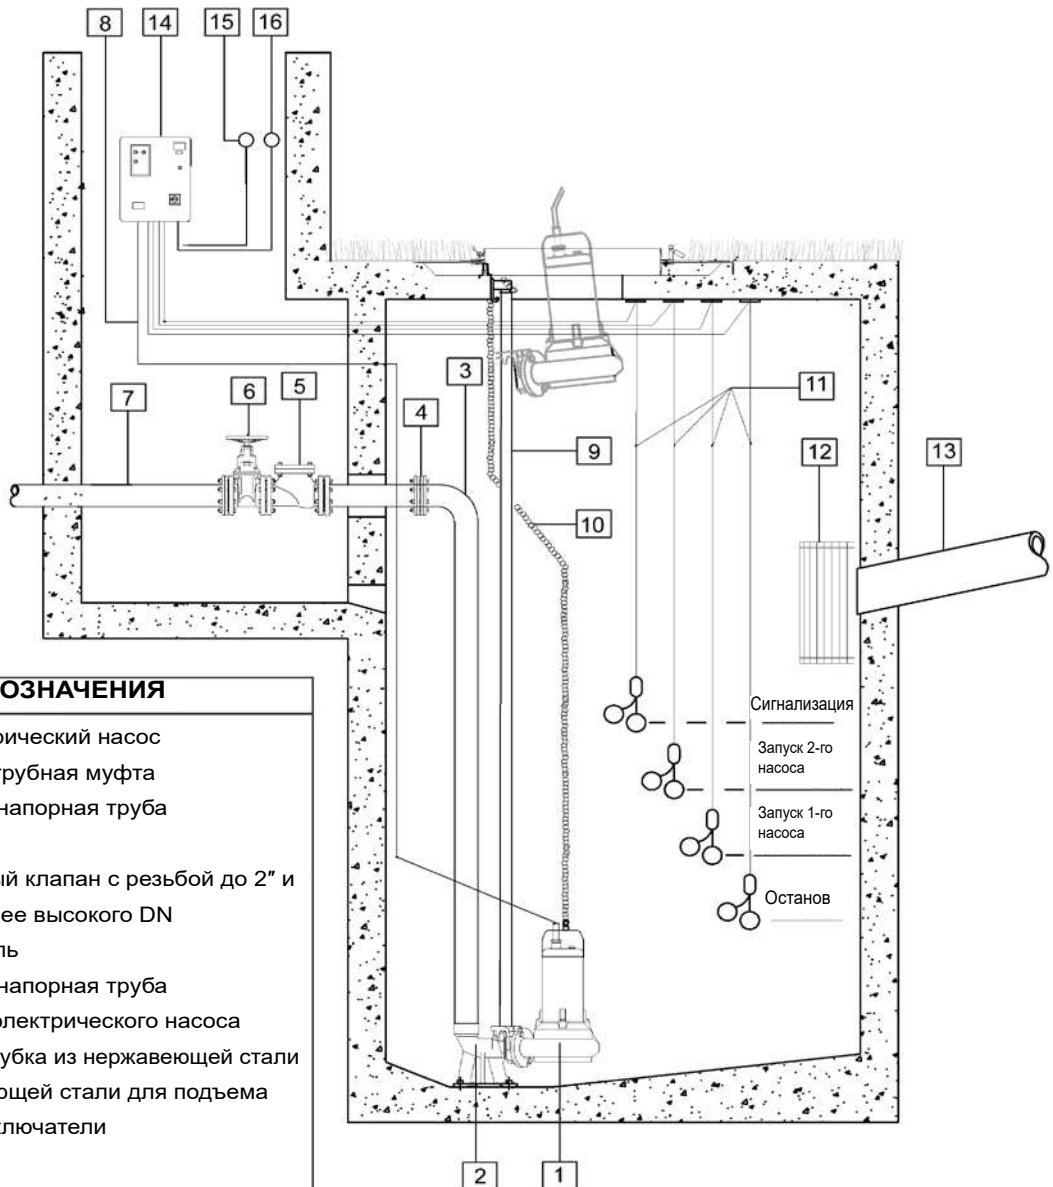 8 14 15 16
3
11
7 6 5 4
9 12 13
10
ОЗНАЧЕНИЯ
рический насос
трубная муфта
напорная труба
ый клапан с резьбой до 2" и
ее высокого DN
ль
напорная труба
электрического насоса
убка из нержавеющей стали
ющей стали для подъема
ключатели
Сигнализация
Запуск 2-го
насоса
Запуск 1-го
насоса
Останов
2 1